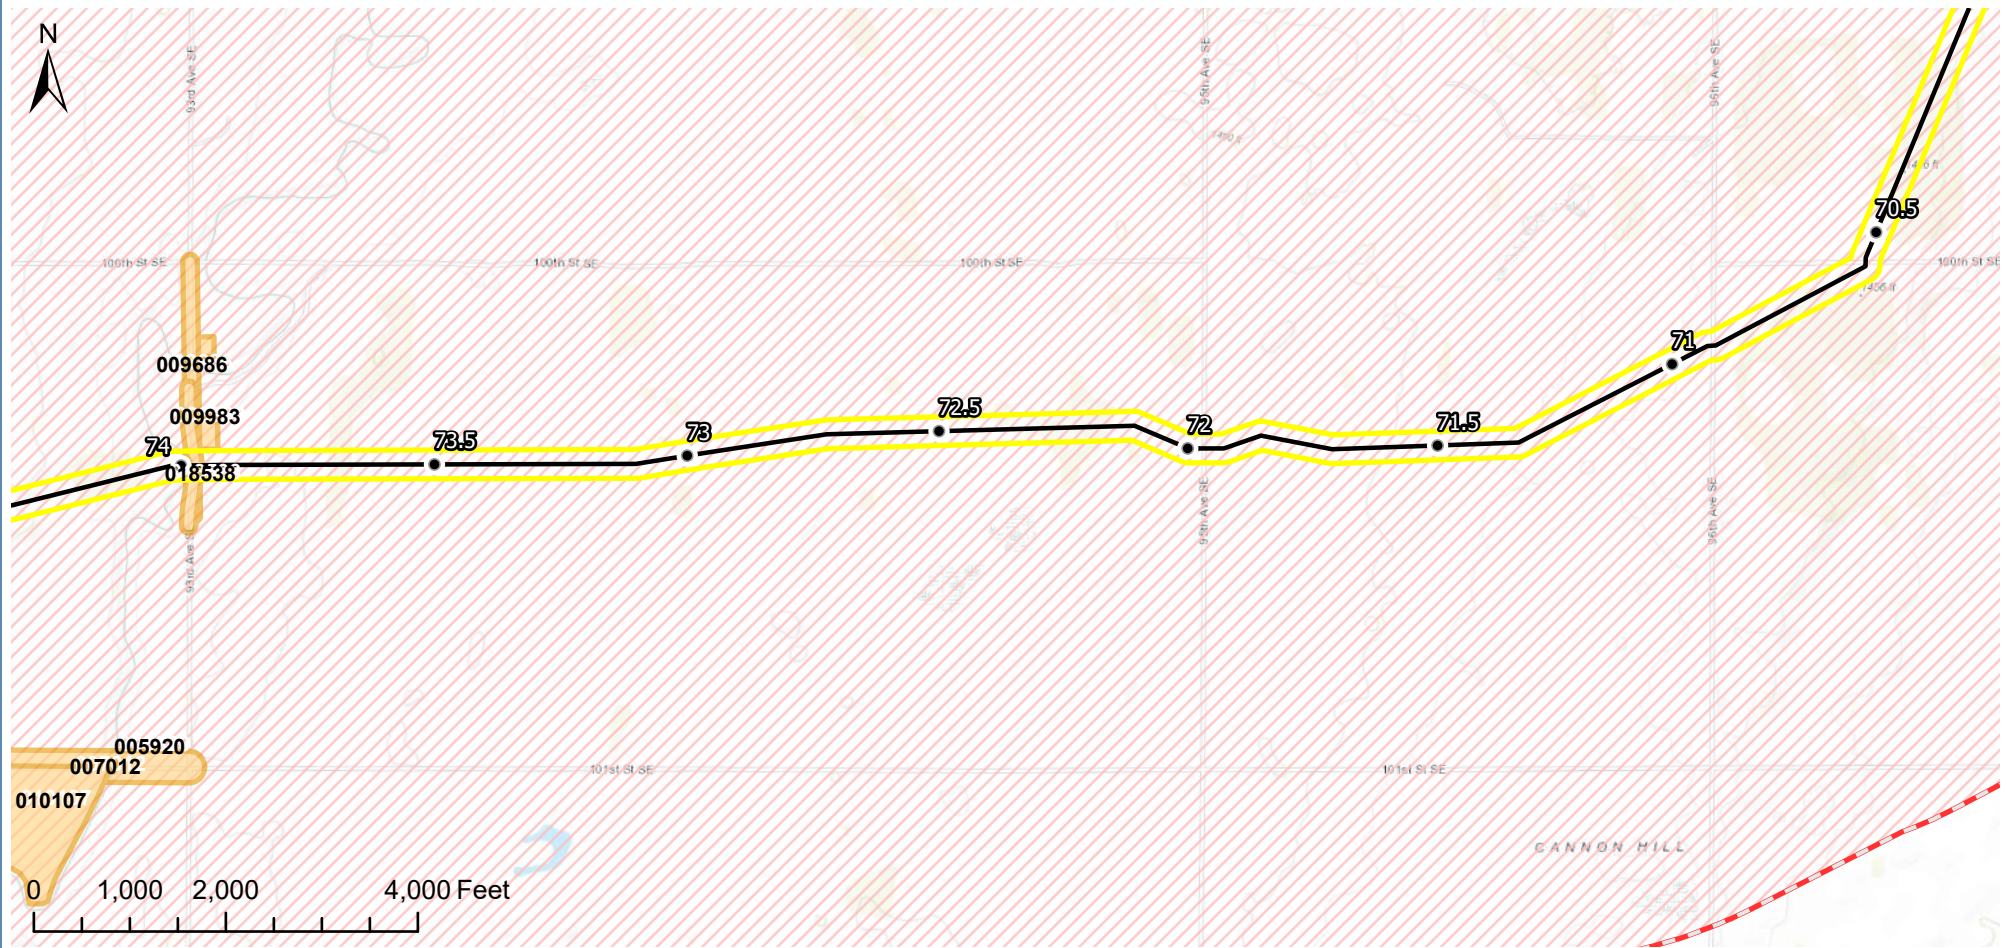 N
93rd Ave SE
95th Ave SE
96th Ave SE
70.5
100th St SE
100th St SE
100th St SE
100th St SE
71
009686
009983
72.5
72
71.5
73
73.5
74
018538
95th Ave SE
96th Ave SE
93rd Ave S
005920
007012
010107
101st St SE
101st St SE
CANNON HILL
0 1,000 2,000 4,000 Feet